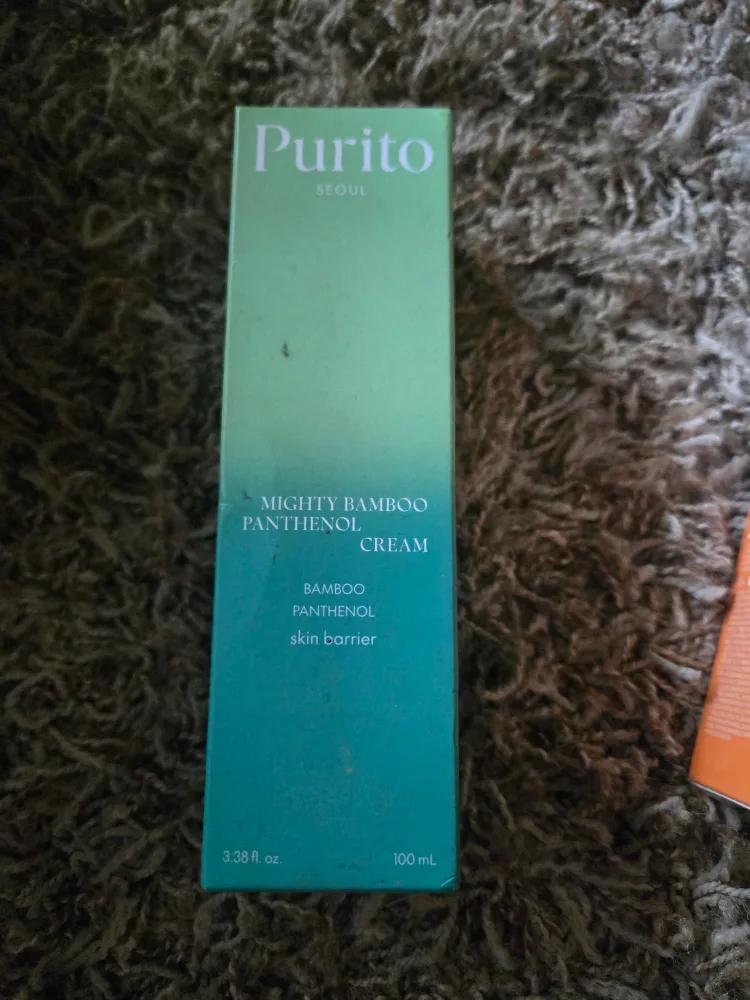 Purito
SEOUL
MIGHTY BAMBOO
PANTHENOL
CREAM
BAMBOO
PANTHENOL
skin barrier
3.38 fl. oz. 100 mL